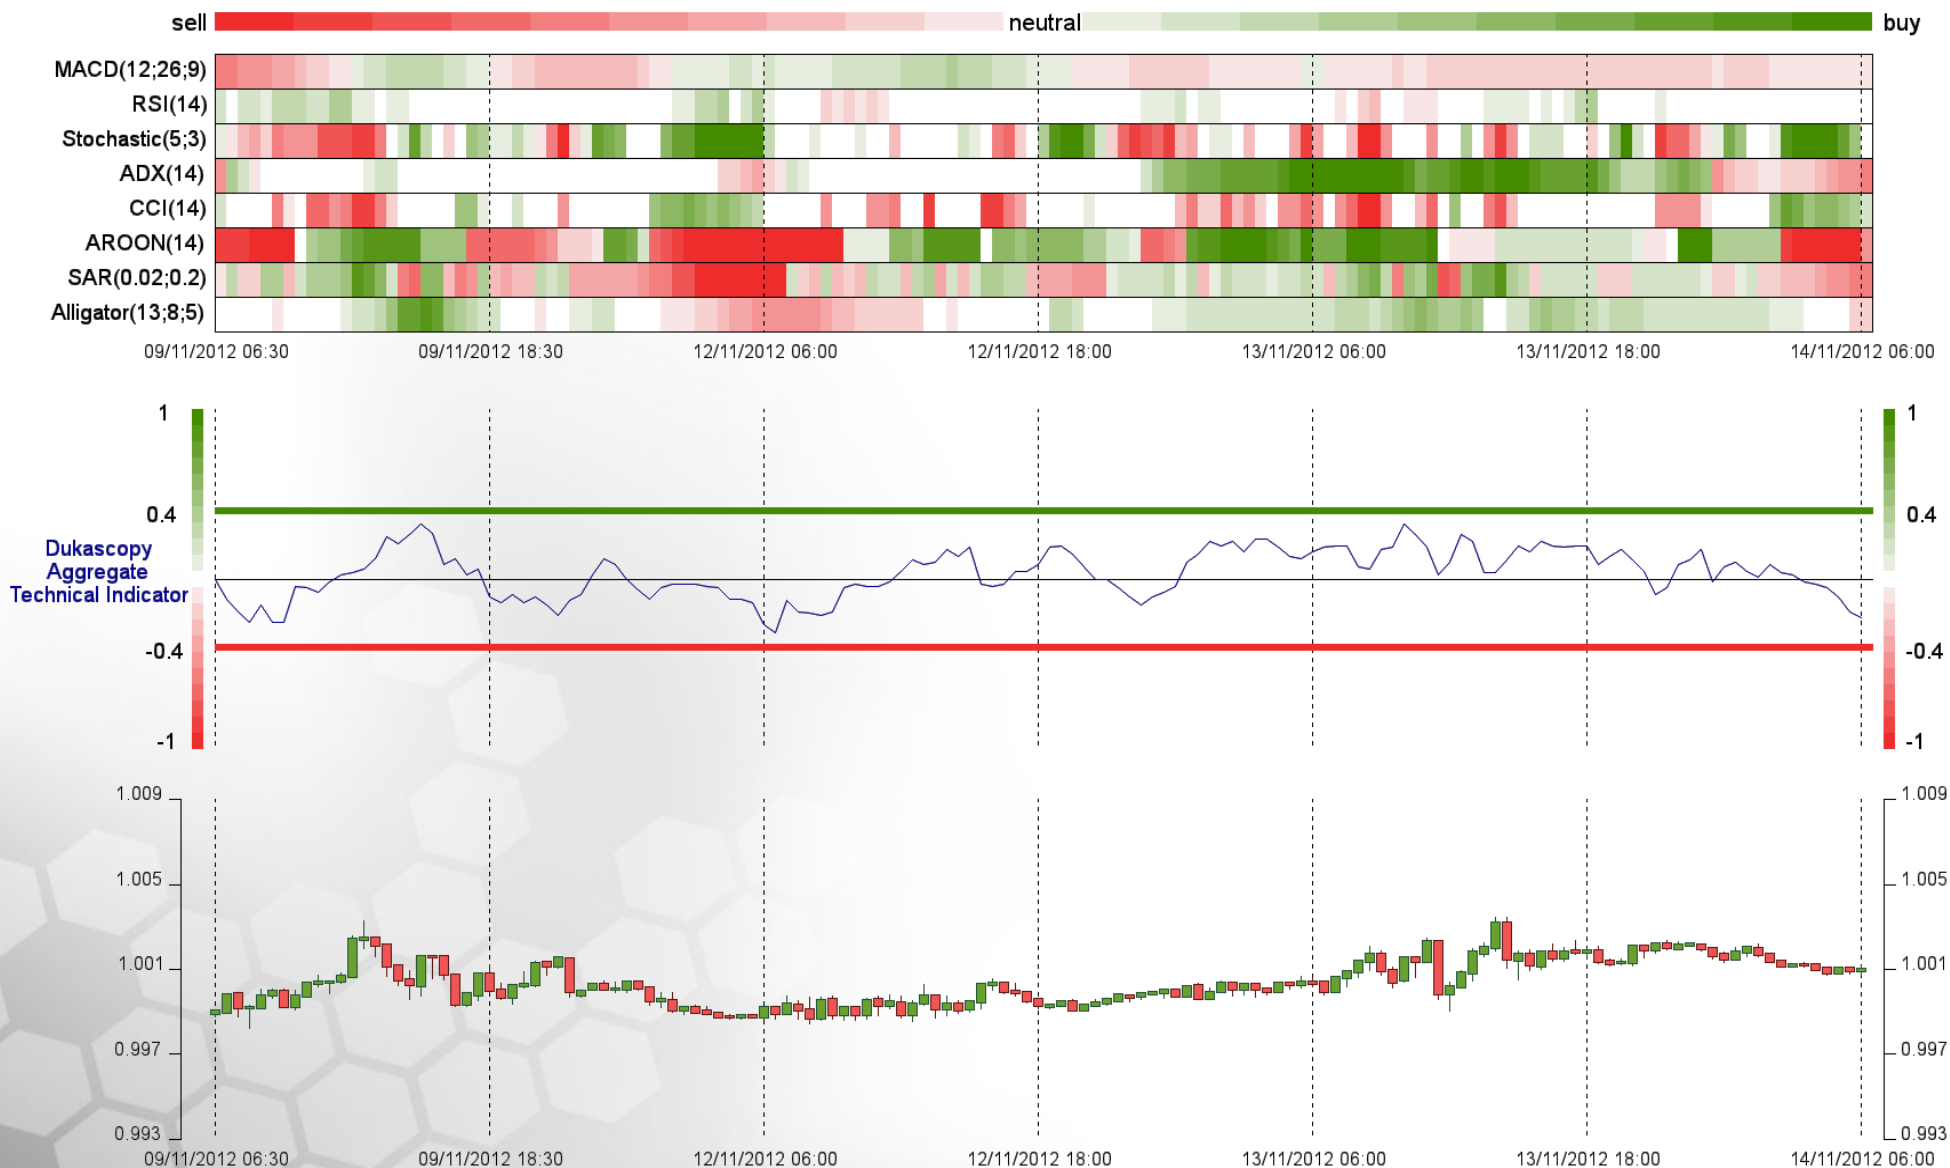 sell neutral buy
MACD(12;26;9)
RSI(14)
Stochastic(5;3)
ADX(14)
CCI(14)
AROON(14)
SAR(0.02;0.2)
Alligator(13;8;5)
09/11/2012 06:30 09/11/2012 18:30 12/11/2012 06:00 12/11/2012 18:00 13/11/2012 06:00 13/11/2012 18:00 14/11/2012 06:00
1 1
0.4 0.4
Dukascopy
Aggregate
Technical Indicator
-0.4 -0.4
-1 -1
1.009 1.009
1.005 1.005
1.001 1.001
0.997 0.997
0.993 0.993
09/11/2012 06:30 09/11/2012 18:30 12/11/2012 06:00 12/11/2012 18:00 13/11/2012 06:00 13/11/2012 18:00 14/11/2012 06:00